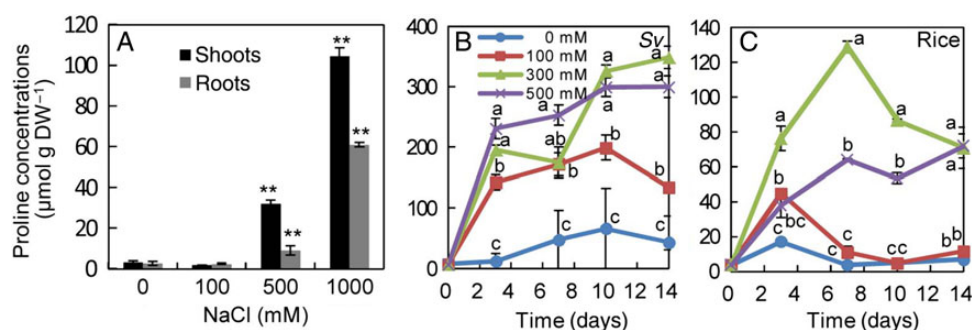 Proline concentrations
(µmol g DW⁻¹)
120
100
80
60
40
20
0
A
Shoots
Roots
**
**
**
**
0
100
500
1000
NaCl (mM)
400
300
200
100
0
B
0 mM
100 mM
300 mM
500 mM
Sv
a
a
b
c
a
ab
b
c
a
a
b
c
a
a
b
c
0 2 4 6 8 10 12 14
Time (days)
140
120
100
80
60
40
20
0
C
Rice
a
b
bc
c
a
b
c
c
a
b
cc
a
a
bb
0 2 4 6 8 10 12 14
Time (days)